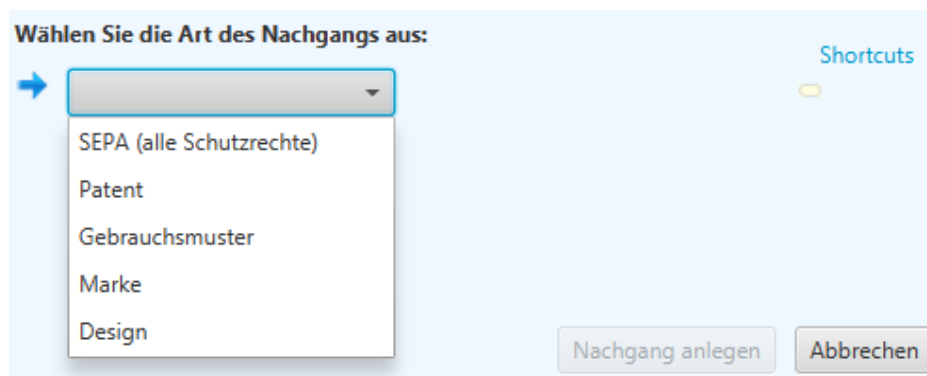 Wählen Sie die Art des Nachgangs aus:
Shortcuts
SEPA (alle Schutzrechte)
Patent
Gebrauchsmuster
Marke
Design
Nachgang anlegen
Abbrechen